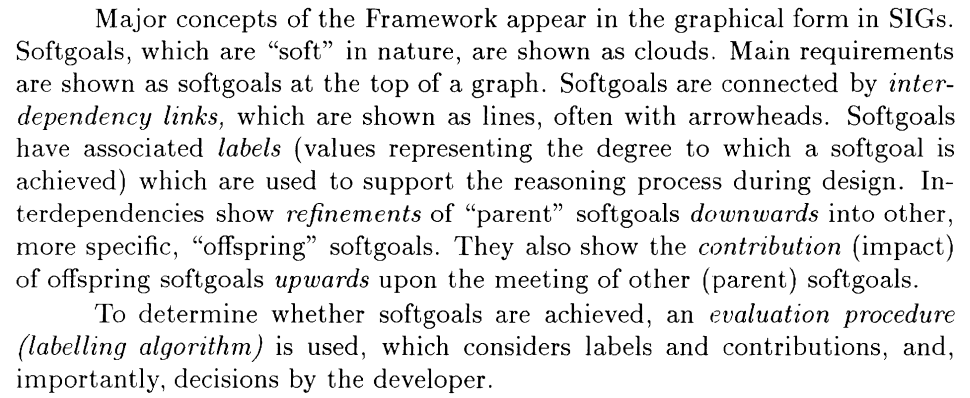 Major concepts of the Framework appear in the graphical form in SIGs.
Softgoals, which are “soft” in nature, are shown as clouds. Main requirements
are shown as softgoals at the top of a graph. Softgoals are connected by inter-
dependency links, which are shown as lines, often with arrowheads. Softgoals
have associated labels (values representing the degree to which a softgoal is
achieved) which are used to support the reasoning process during design. In-
terdependencies show refinements of “parent” softgoals downwards into other,
more specific, “offspring” softgoals. They also show the contribution (impact)
of offspring softgoals upwards upon the meeting of other (parent) softgoals.
To determine whether softgoals are achieved, an evaluation procedure
(labelling algorithm) is used, which considers labels and contributions, and,
importantly, decisions by the developer.